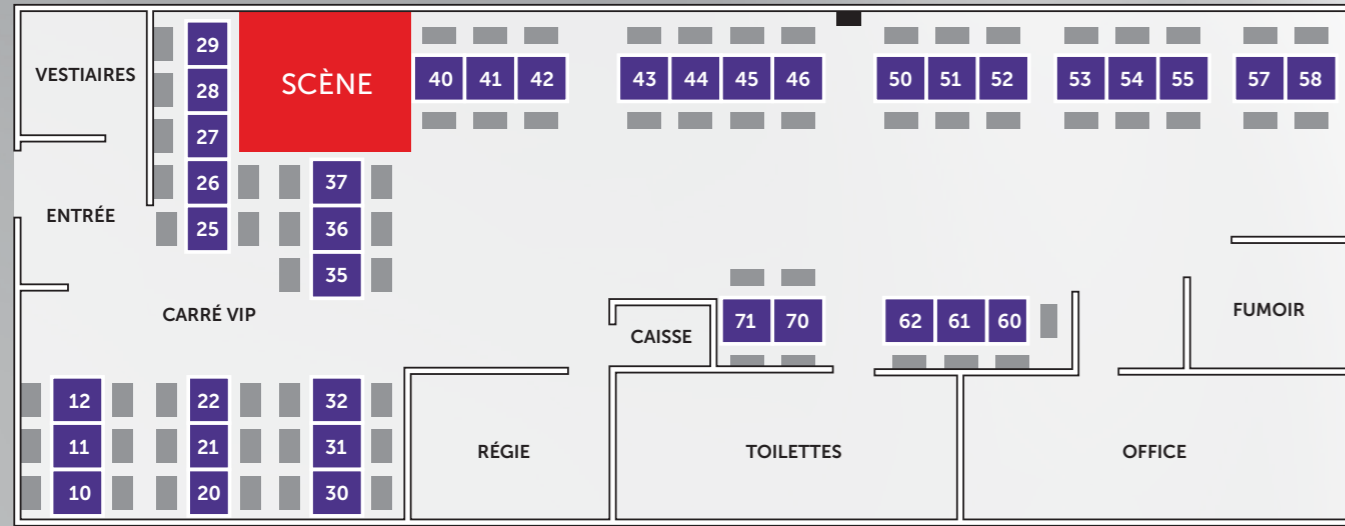 29
VESTIAIRES
28
SCÈNE
40 41 42
43 44 45 46
50 51 52
53 54 55
57 58
27
26
37
ENTRÉE
25
36
35
CARRÉ VIP
71 70
62 61 60
FUMOIR
CAISSE
12
22
32
11
21
31
RÉGIE
TOILETTES
OFFICE
10
20
30